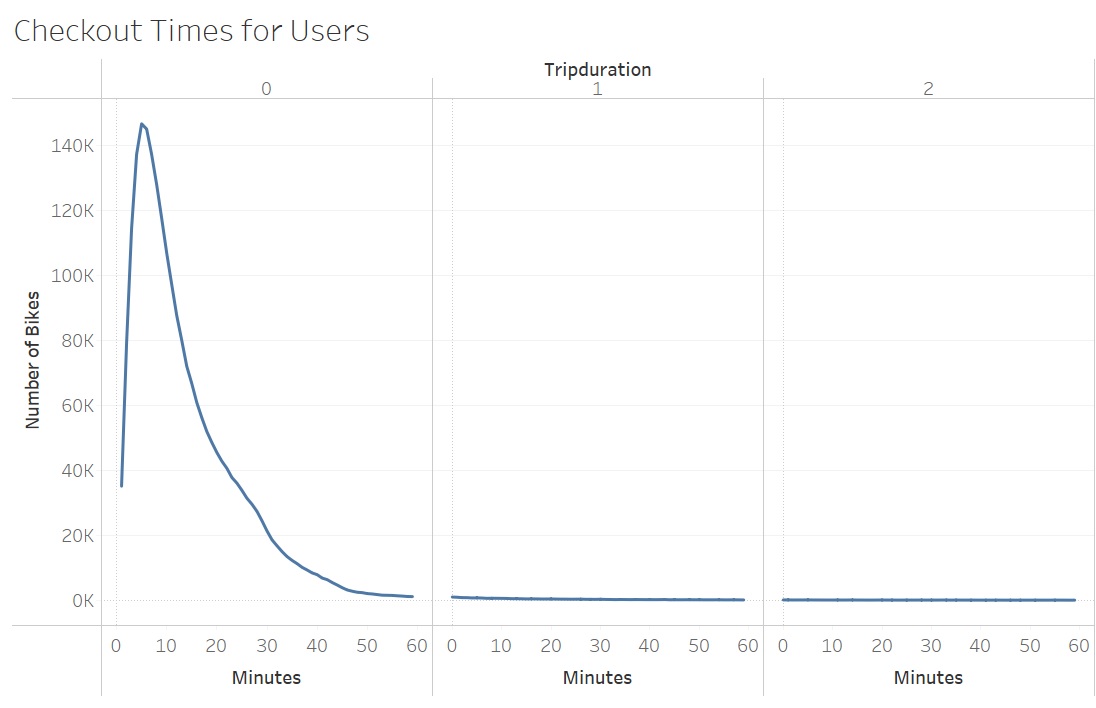 Checkout Times for Users
Tripduration
0 1 2
Number of Bikes
140K
120K
100K
80K
60K
40K
20K
0K
0 10 20 30 40 50 60 0 10 20 30 40 50 60 0 10 20 30 40 50 60
Minutes Minutes Minutes